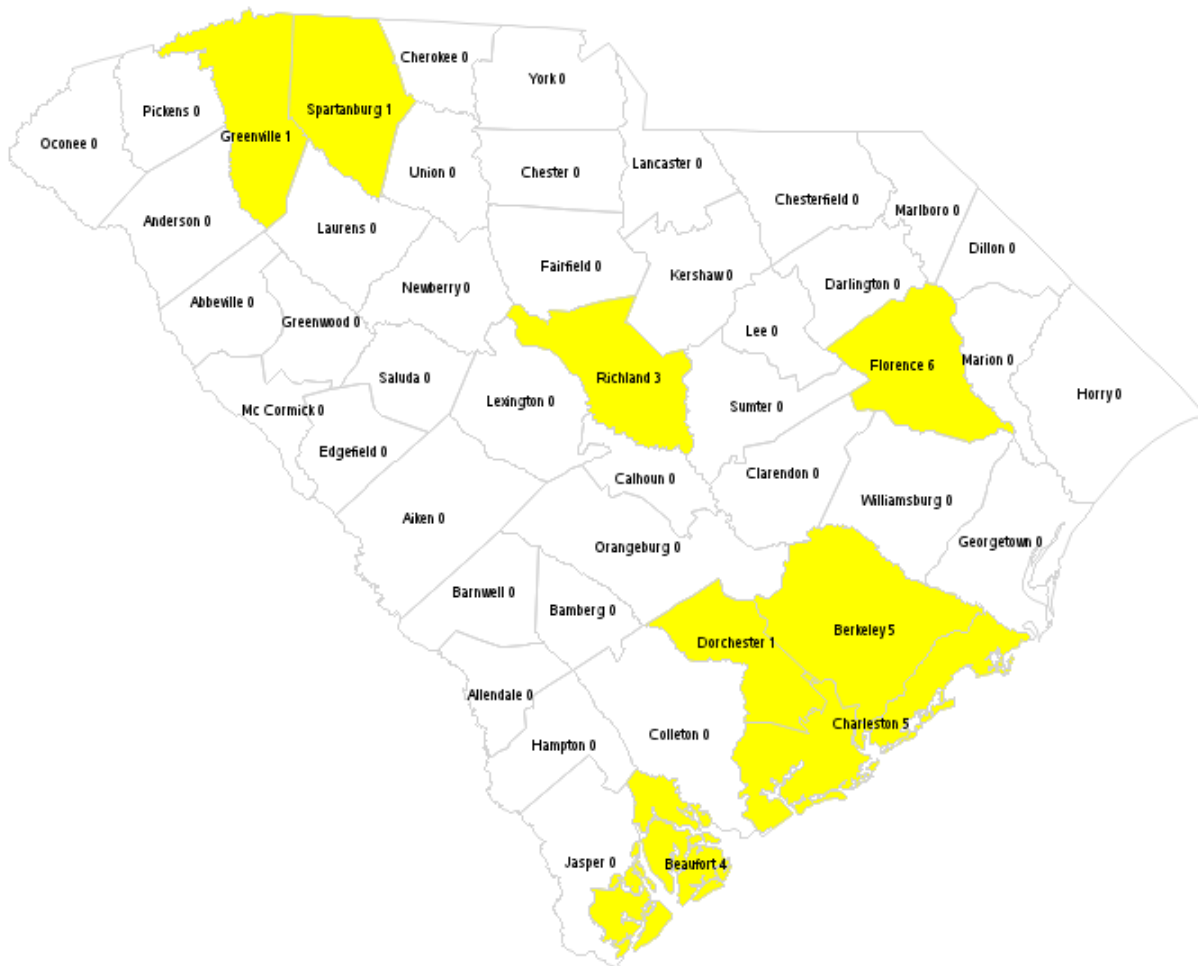 Cherokee 0
York 0
Pickens 0
Spartanburg 1
Greenville 1
Oconee 0
Union 0
Chester 0
Lancaster 0
Chesterfield 0
Marlboro 0
Anderson 0
Laurens 0
Dillon 0
Fairfield 0
Kershaw 0
Darlington 0
Newberry 0
Abbeville 0
Greenwood 0
Lee 0
Marion 0
Florence 6
Saluda 0
Richland 3
Horry 0
Lexington 0
Sumter 0
Mc Cormick 0
Edgefield 0
Calhoun 0
Clarendon 0
Williamsburg 0
Aiken 0
Orangeburg 0
Georgetown 0
Barnwell 0
Bamberg 0
Berkeley 5
Dorchester 1
Allendale 0
Charleston 5
Colleton 0
Hampton 0
Jasper 0
Beaufort 4